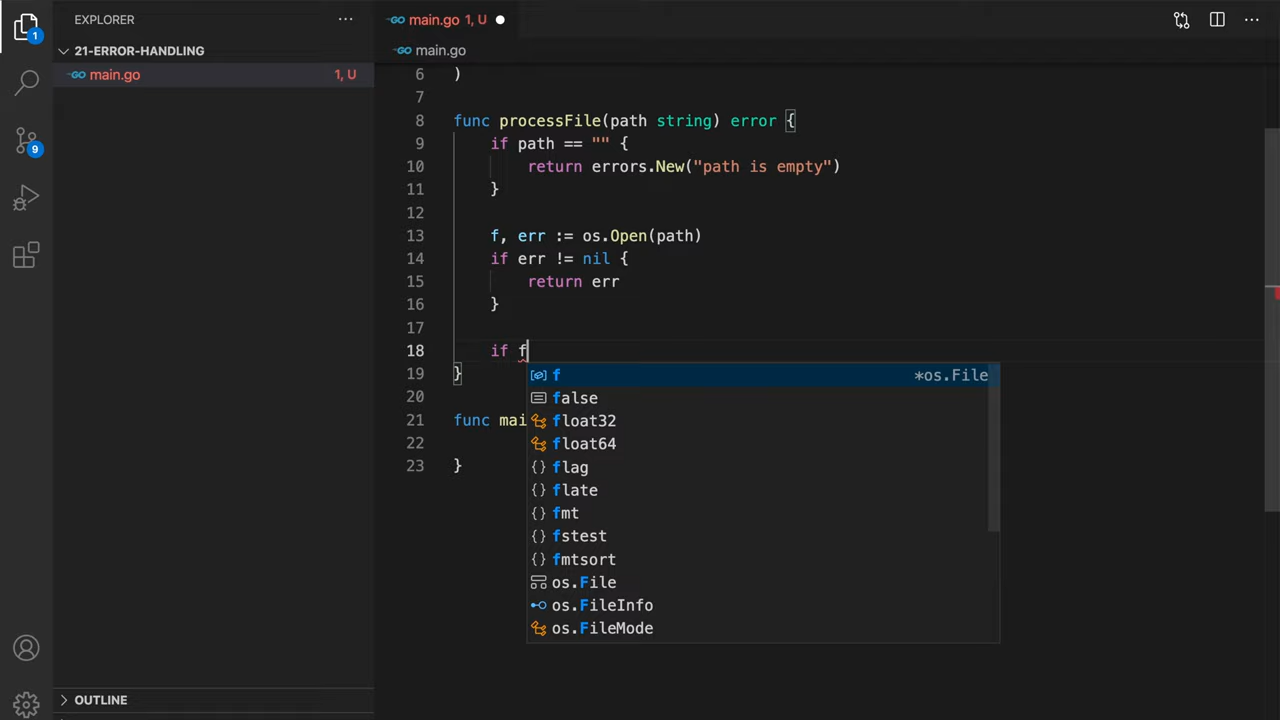 EXPLORER ...
main.go 1, U
21-ERROR-HANDLING
main.go
main.go 1, U
1
9
6 )
7
8 func processFile(path string) error {
9 if path == "" {
10 return errors.New("path is empty")
11 }
12
13 f, err := os.Open(path)
14 if err != nil {
15 return err
16 }
17
18 if f
19 }
20
21 func mai
22
23 }
f *os.File
false
float32
float64
flag
flate
fmt
fstest
fmtsort
os.File
os.FileInfo
os.FileMode
OUTLINE